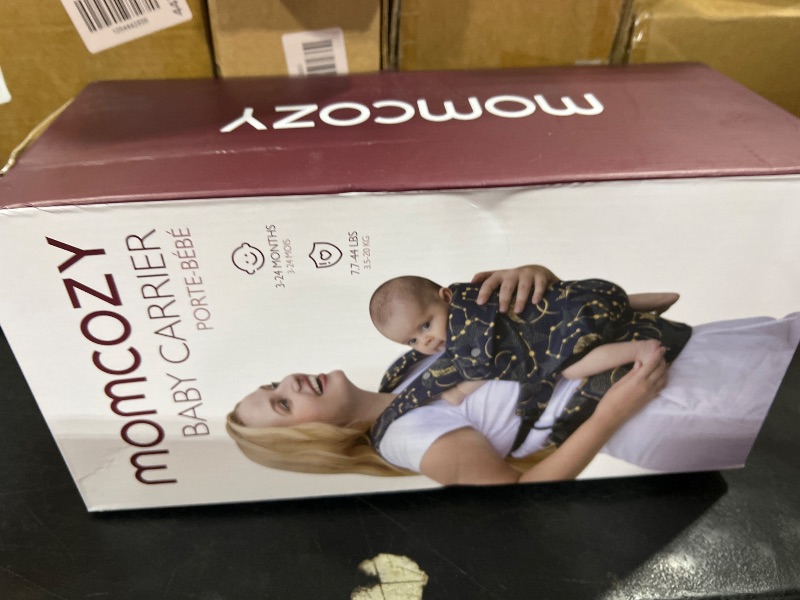 momcozy
momcozy
BABY CARRIER
PORTE-BÉBÉ
3-24 MONTHS
3-24 MOIS
7.7-44 LBS
3.5-20 KG